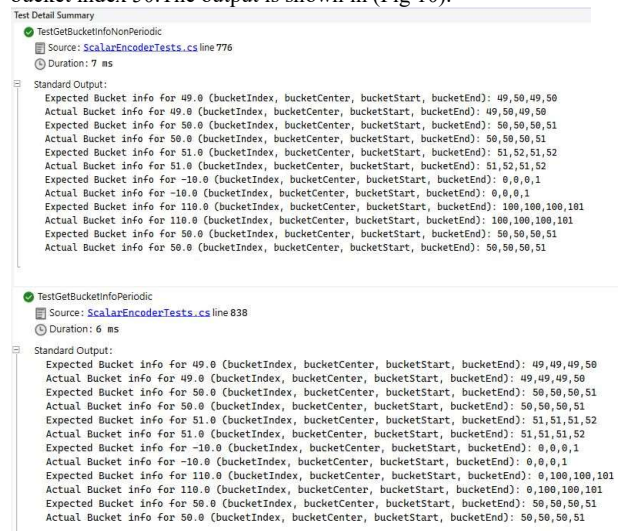 bucket index 50.The output is shown in (Fig 10).
Test Detail Summary
TestGetBucketInfoNonPeriodic
Source: ScalarEncoderTests.cs line 776
Duration: 7 ms
Standard Output:
Expected Bucket info for 49.0 (bucketIndex, bucketCenter, bucketStart, bucketEnd): 49,50,49,50
Actual Bucket info for 49.0 (bucketIndex, bucketCenter, bucketStart, bucketEnd): 49,50,49,50
Expected Bucket info for 50.0 (bucketIndex, bucketCenter, bucketStart, bucketEnd): 50,50,50,51
Actual Bucket info for 50.0 (bucketIndex, bucketCenter, bucketStart, bucketEnd): 50,50,50,51
Expected Bucket info for 51.0 (bucketIndex, bucketCenter, bucketStart, bucketEnd): 51,52,51,52
Actual Bucket info for 51.0 (bucketIndex, bucketCenter, bucketStart, bucketEnd): 51,52,51,52
Expected Bucket info for -10.0 (bucketIndex, bucketCenter, bucketStart, bucketEnd): 0,0,0,1
Actual Bucket info for -10.0 (bucketIndex, bucketCenter, bucketStart, bucketEnd): 0,0,0,1
Expected Bucket info for 110.0 (bucketIndex, bucketCenter, bucketStart, bucketEnd): 100,100,100,101
Actual Bucket info for 110.0 (bucketIndex, bucketCenter, bucketStart, bucketEnd): 100,100,100,101
Expected Bucket info for 50.0 (bucketIndex, bucketCenter, bucketStart, bucketEnd): 50,50,50,51
Actual Bucket info for 50.0 (bucketIndex, bucketCenter, bucketStart, bucketEnd): 50,50,50,51
TestGetBucketInfoPeriodic
Source: ScalarEncoderTests.cs line 838
Duration: 6 ms
Standard Output:
Expected Bucket info for 49.0 (bucketIndex, bucketCenter, bucketStart, bucketEnd): 49,49,49,50
Actual Bucket info for 49.0 (bucketIndex, bucketCenter, bucketStart, bucketEnd): 49,49,49,50
Expected Bucket info for 50.0 (bucketIndex, bucketCenter, bucketStart, bucketEnd): 50,50,50,51
Actual Bucket info for 50.0 (bucketIndex, bucketCenter, bucketStart, bucketEnd): 50,50,50,51
Expected Bucket info for 51.0 (bucketIndex, bucketCenter, bucketStart, bucketEnd): 51,51,51,52
Actual Bucket info for 51.0 (bucketIndex, bucketCenter, bucketStart, bucketEnd): 51,51,51,52
Expected Bucket info for -10.0 (bucketIndex, bucketCenter, bucketStart, bucketEnd): 0,0,0,1
Actual Bucket info for -10.0 (bucketIndex, bucketCenter, bucketStart, bucketEnd): 0,0,0,1
Expected Bucket info for 110.0 (bucketIndex, bucketCenter, bucketStart, bucketEnd): 0,100,100,101
Actual Bucket info for 110.0 (bucketIndex, bucketCenter, bucketStart, bucketEnd): 0,100,100,101
Expected Bucket info for 50.0 (bucketIndex, bucketCenter, bucketStart, bucketEnd): 50,50,50,51
Actual Bucket info for 50.0 (bucketIndex, bucketCenter, bucketStart, bucketEnd): 50,50,50,51